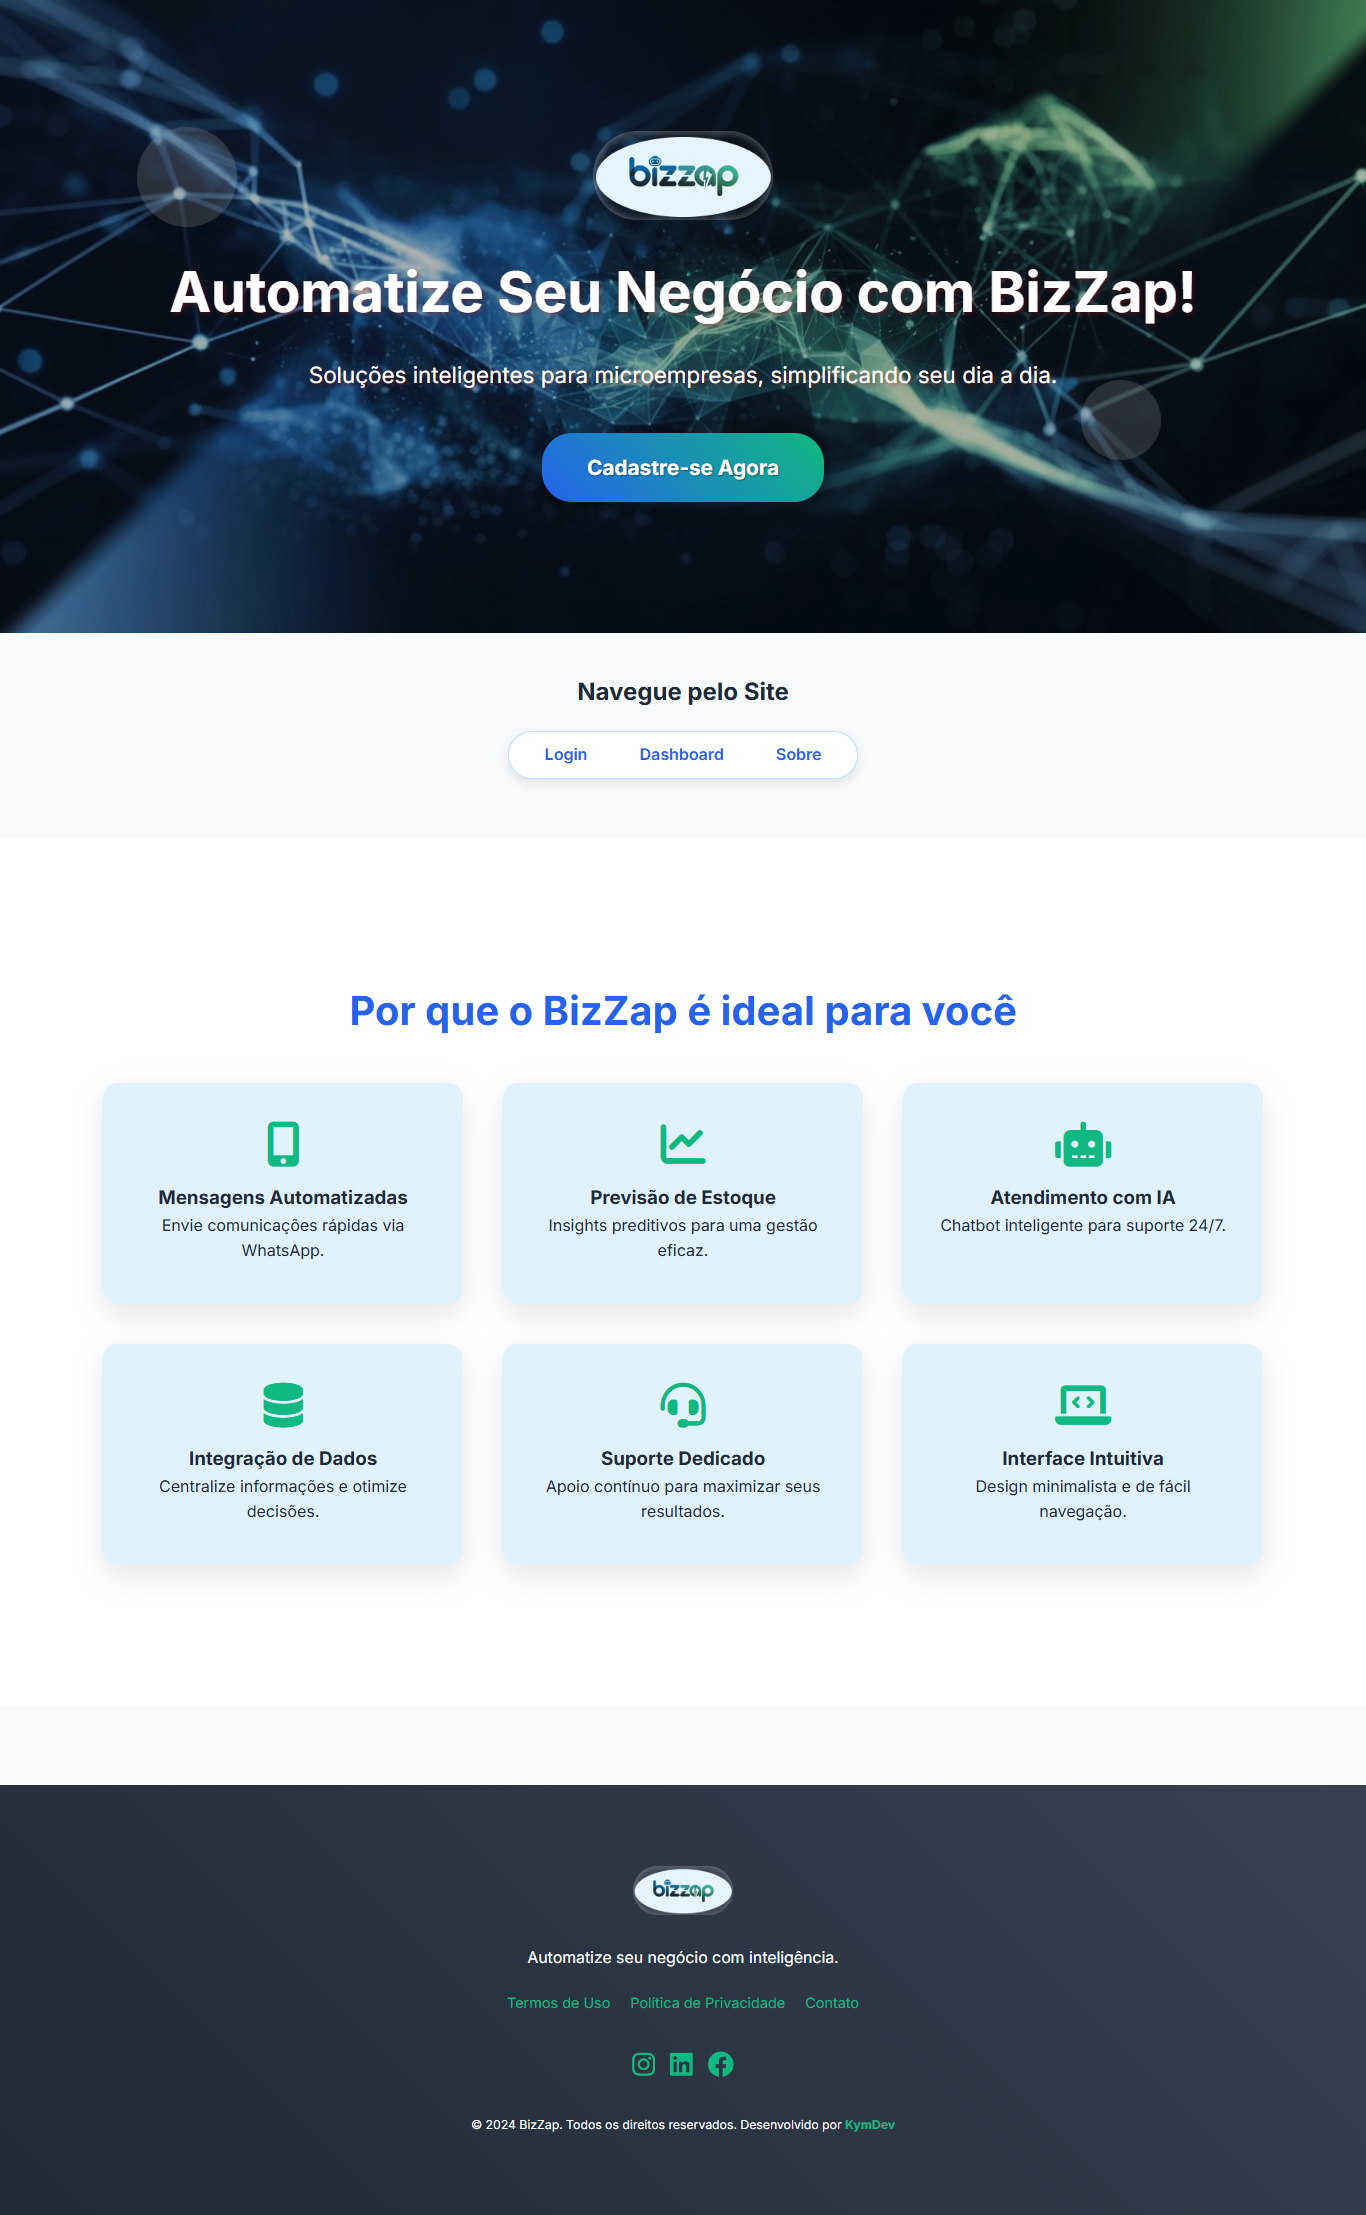 bizzap
Automatize Seu Negócio com BizZap!
Soluções inteligentes para microempresas, simplificando seu dia a dia.
Cadastre-se Agora
Navegue pelo Site
Login
Dashboard
Sobre
Por que o BizZap é ideal para você
Mensagens Automatizadas
Envie comunicações rápidas via
WhatsApp.
Previsão de Estoque
Insights preditivos para uma gestão
eficaz.
Atendimento com IA
Chatbot inteligente para suporte 24/7.
Integração de Dados
Centralize informações e otimize
decisões.
Suporte Dedicado
Apoio contínuo para maximizar seus
resultados.
Interface Intuitiva
Design minimalista e de fácil
navegação.
bizzap
Automatize seu negócio com inteligência.
Termos de Uso
Política de Privacidade
Contato
© 2024 BizZap. Todos os direitos reservados. Desenvolvido por KymDev